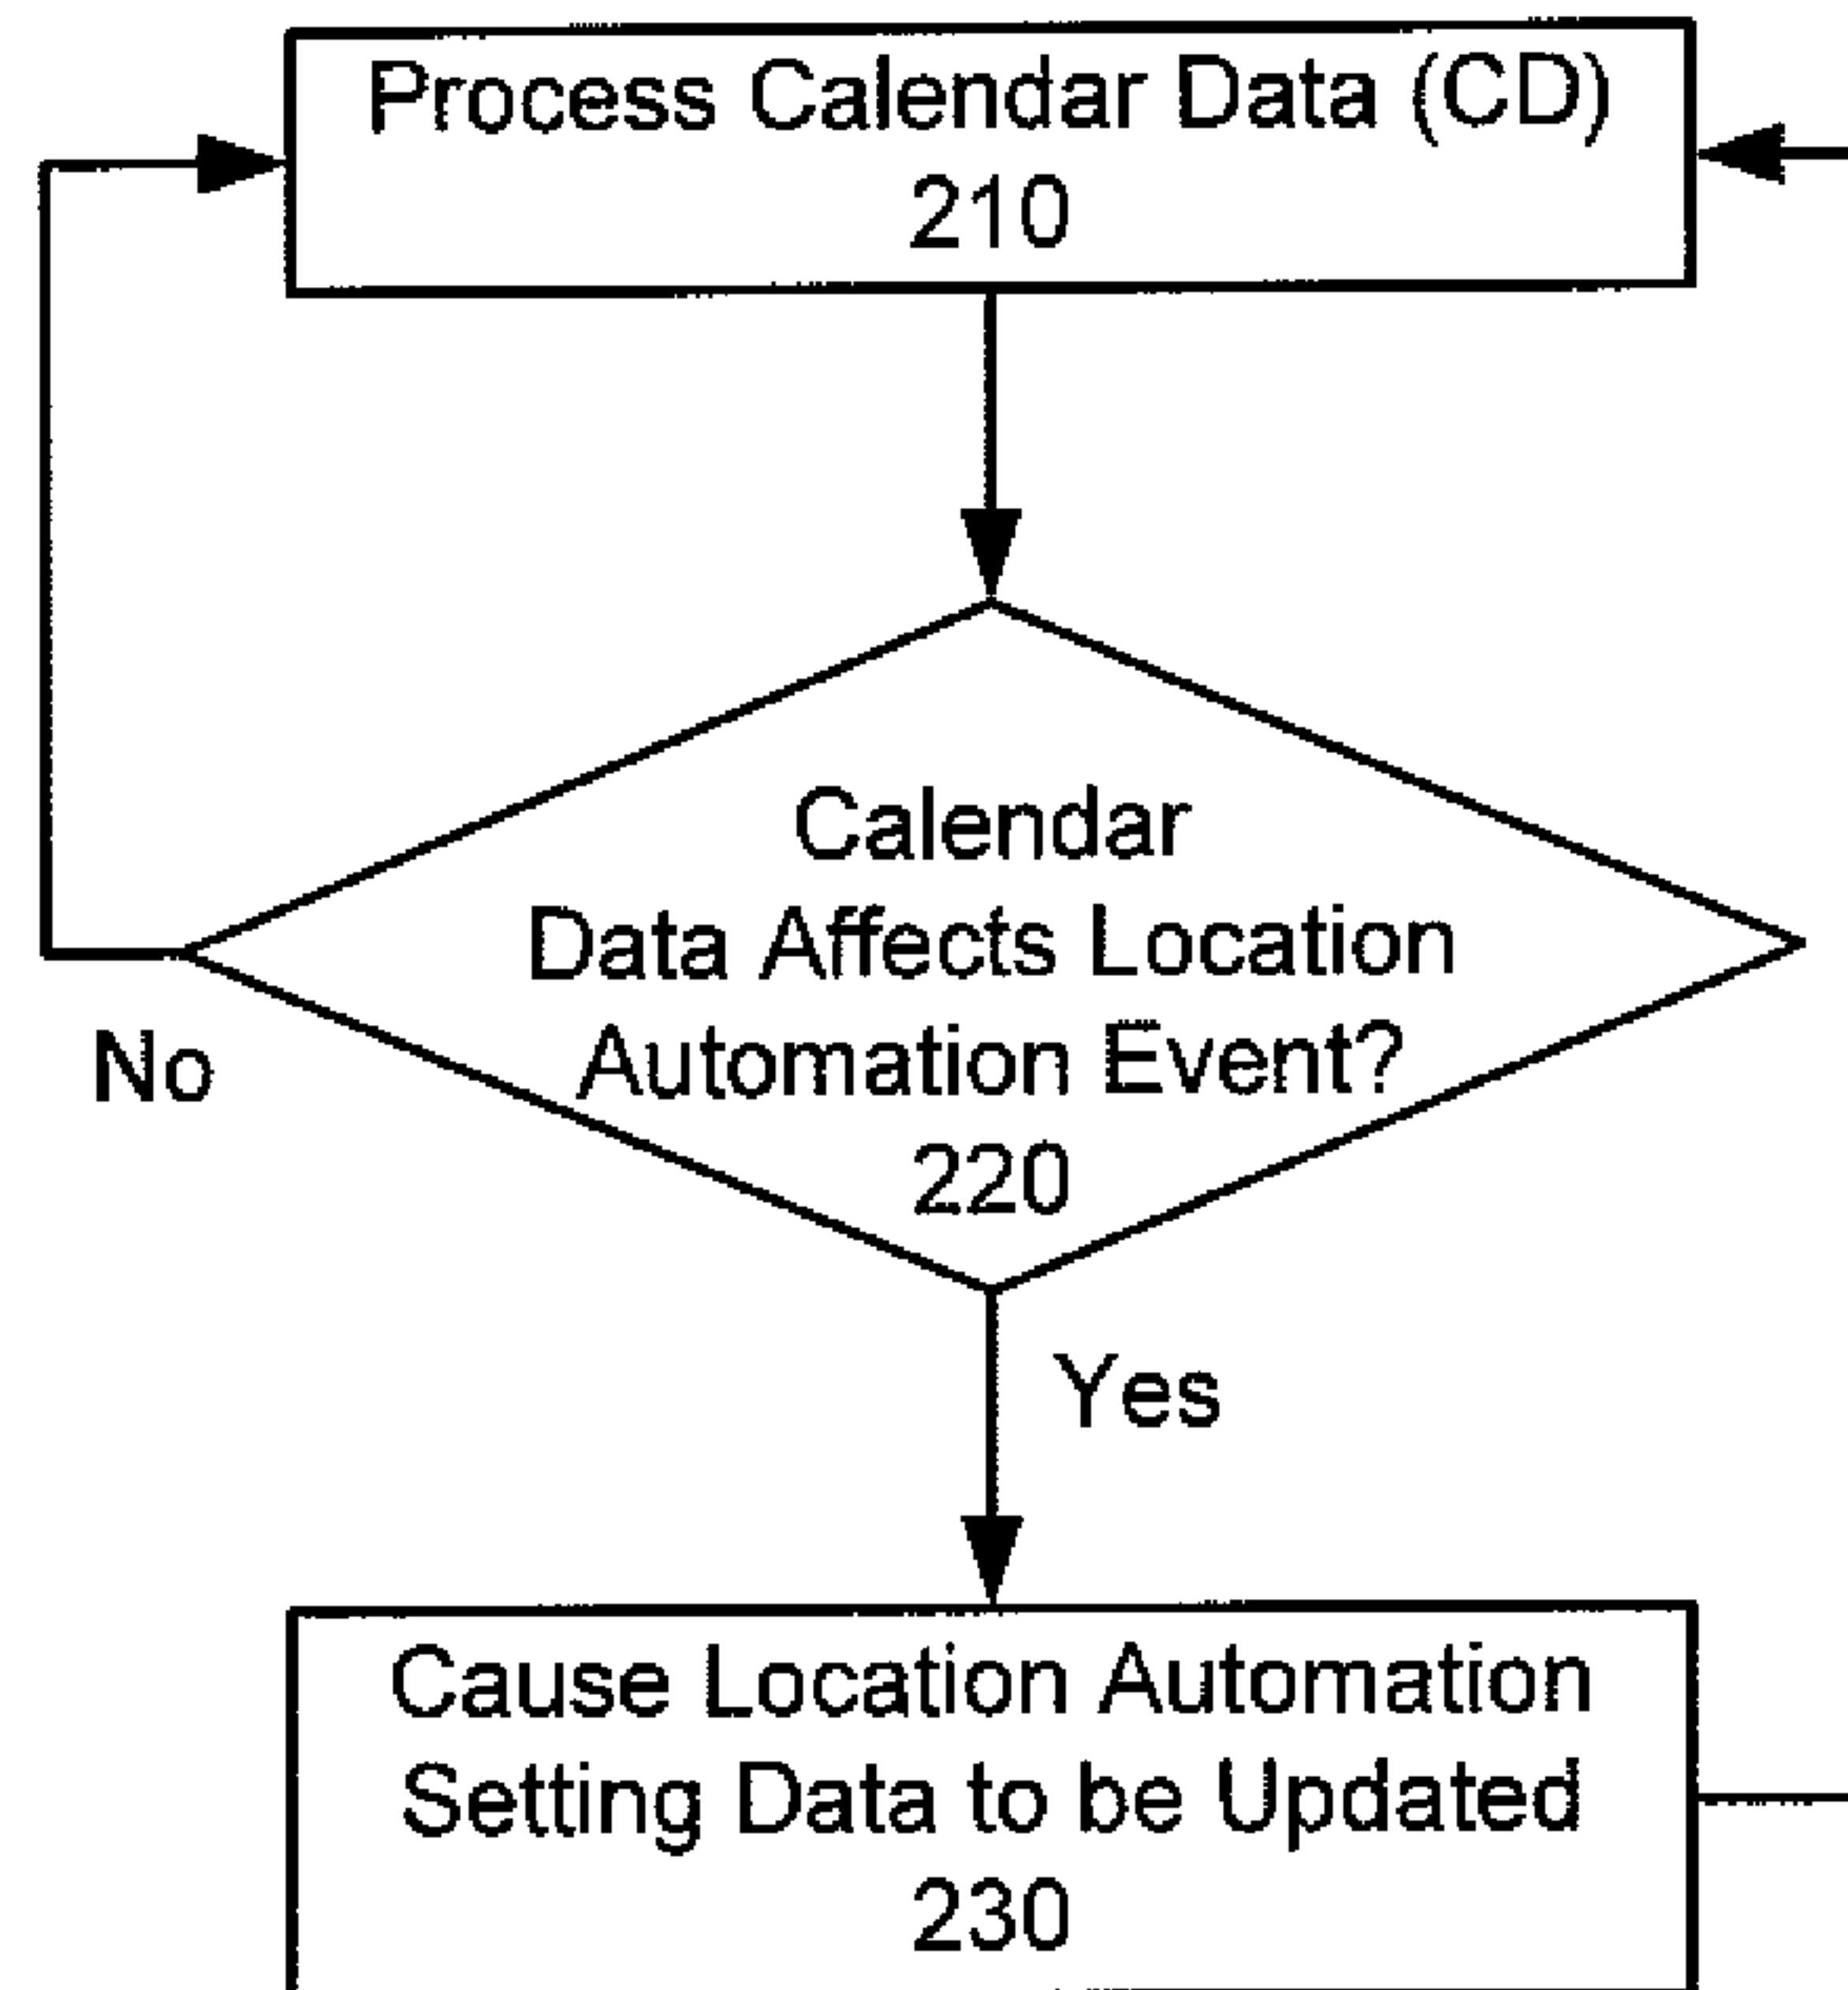 Process Calendar Data (CD)
210
Calendar
Data Affects Location
Automation Event?
220
No
Yes
Cause Location Automation
Setting Data to be Updated
230